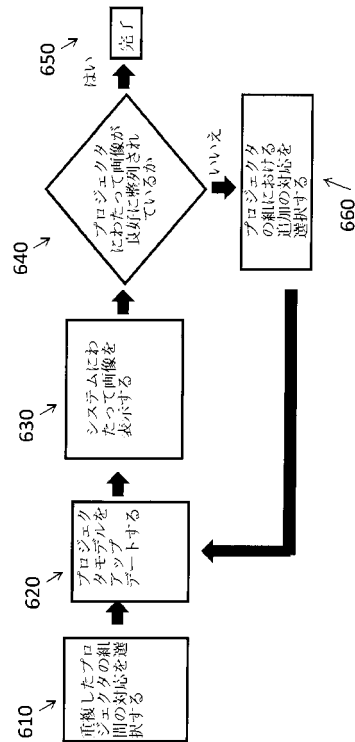 610
重複したプロ
ジェクタの組
間の対応を選
択する
620
プロジェク
タモデルを
アップ
デートする
630
システムにわ
たって画像を
表示する
640
プロジェクタ
にわたって画像が
良好に整列され
ているか
はい
650
完了
いいえ
660
プロジェクタ
の組における
追加の対応を
選択する